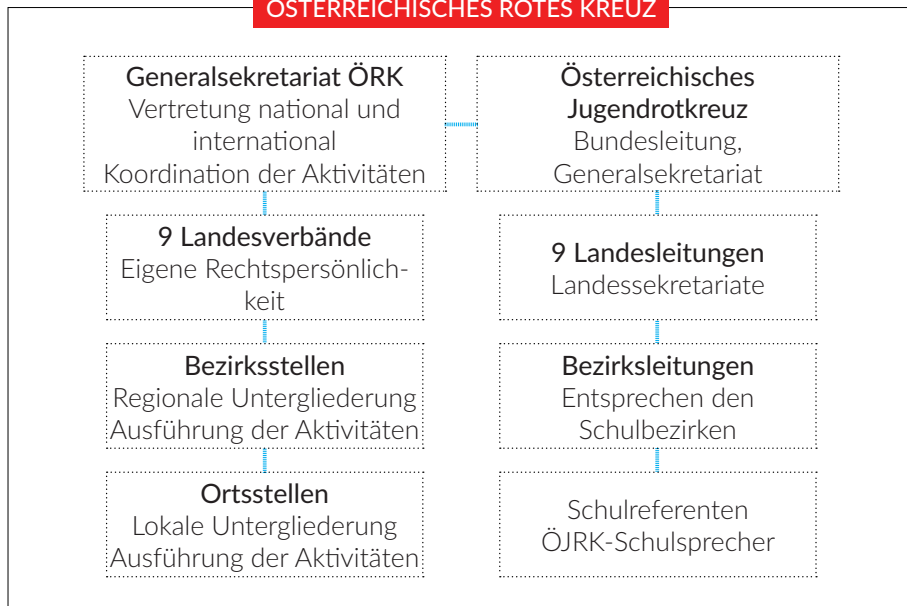 ÖSTERREICHISCHES ROTES KREUZ
Generalsekretariat ÖRK
Vertretung national und
international
Koordination der Aktivitäten
Österreichisches
Jugendrotkreuz
Bundesleitung,
Generalsekretariat
9 Landesverbände
Eigene Rechtspersönlich-
keit
9 Landesleitungen
Landessekretariate
Bezirksstellen
Regionale Untergliederung
Ausführung der Aktivitäten
Bezirksleitungen
Entsprechen den
Schulbezirken
Ortsstellen
Lokale Untergliederung
Ausführung der Aktivitäten
Schulreferenten
ÖJRK-Schulsprecher